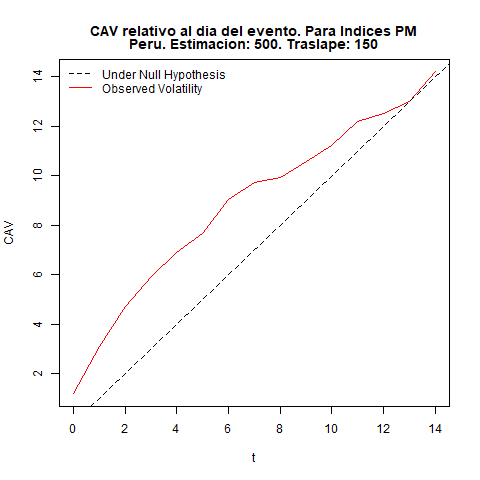 CAV relativo al dia del evento. Para Indices PM
Peru. Estimacion: 500. Traslape: 150
Under Null Hypothesis
Observed Volatility
14
12
10
8
6
4
2
CAV
0 2 4 6 8 10 12 14
t